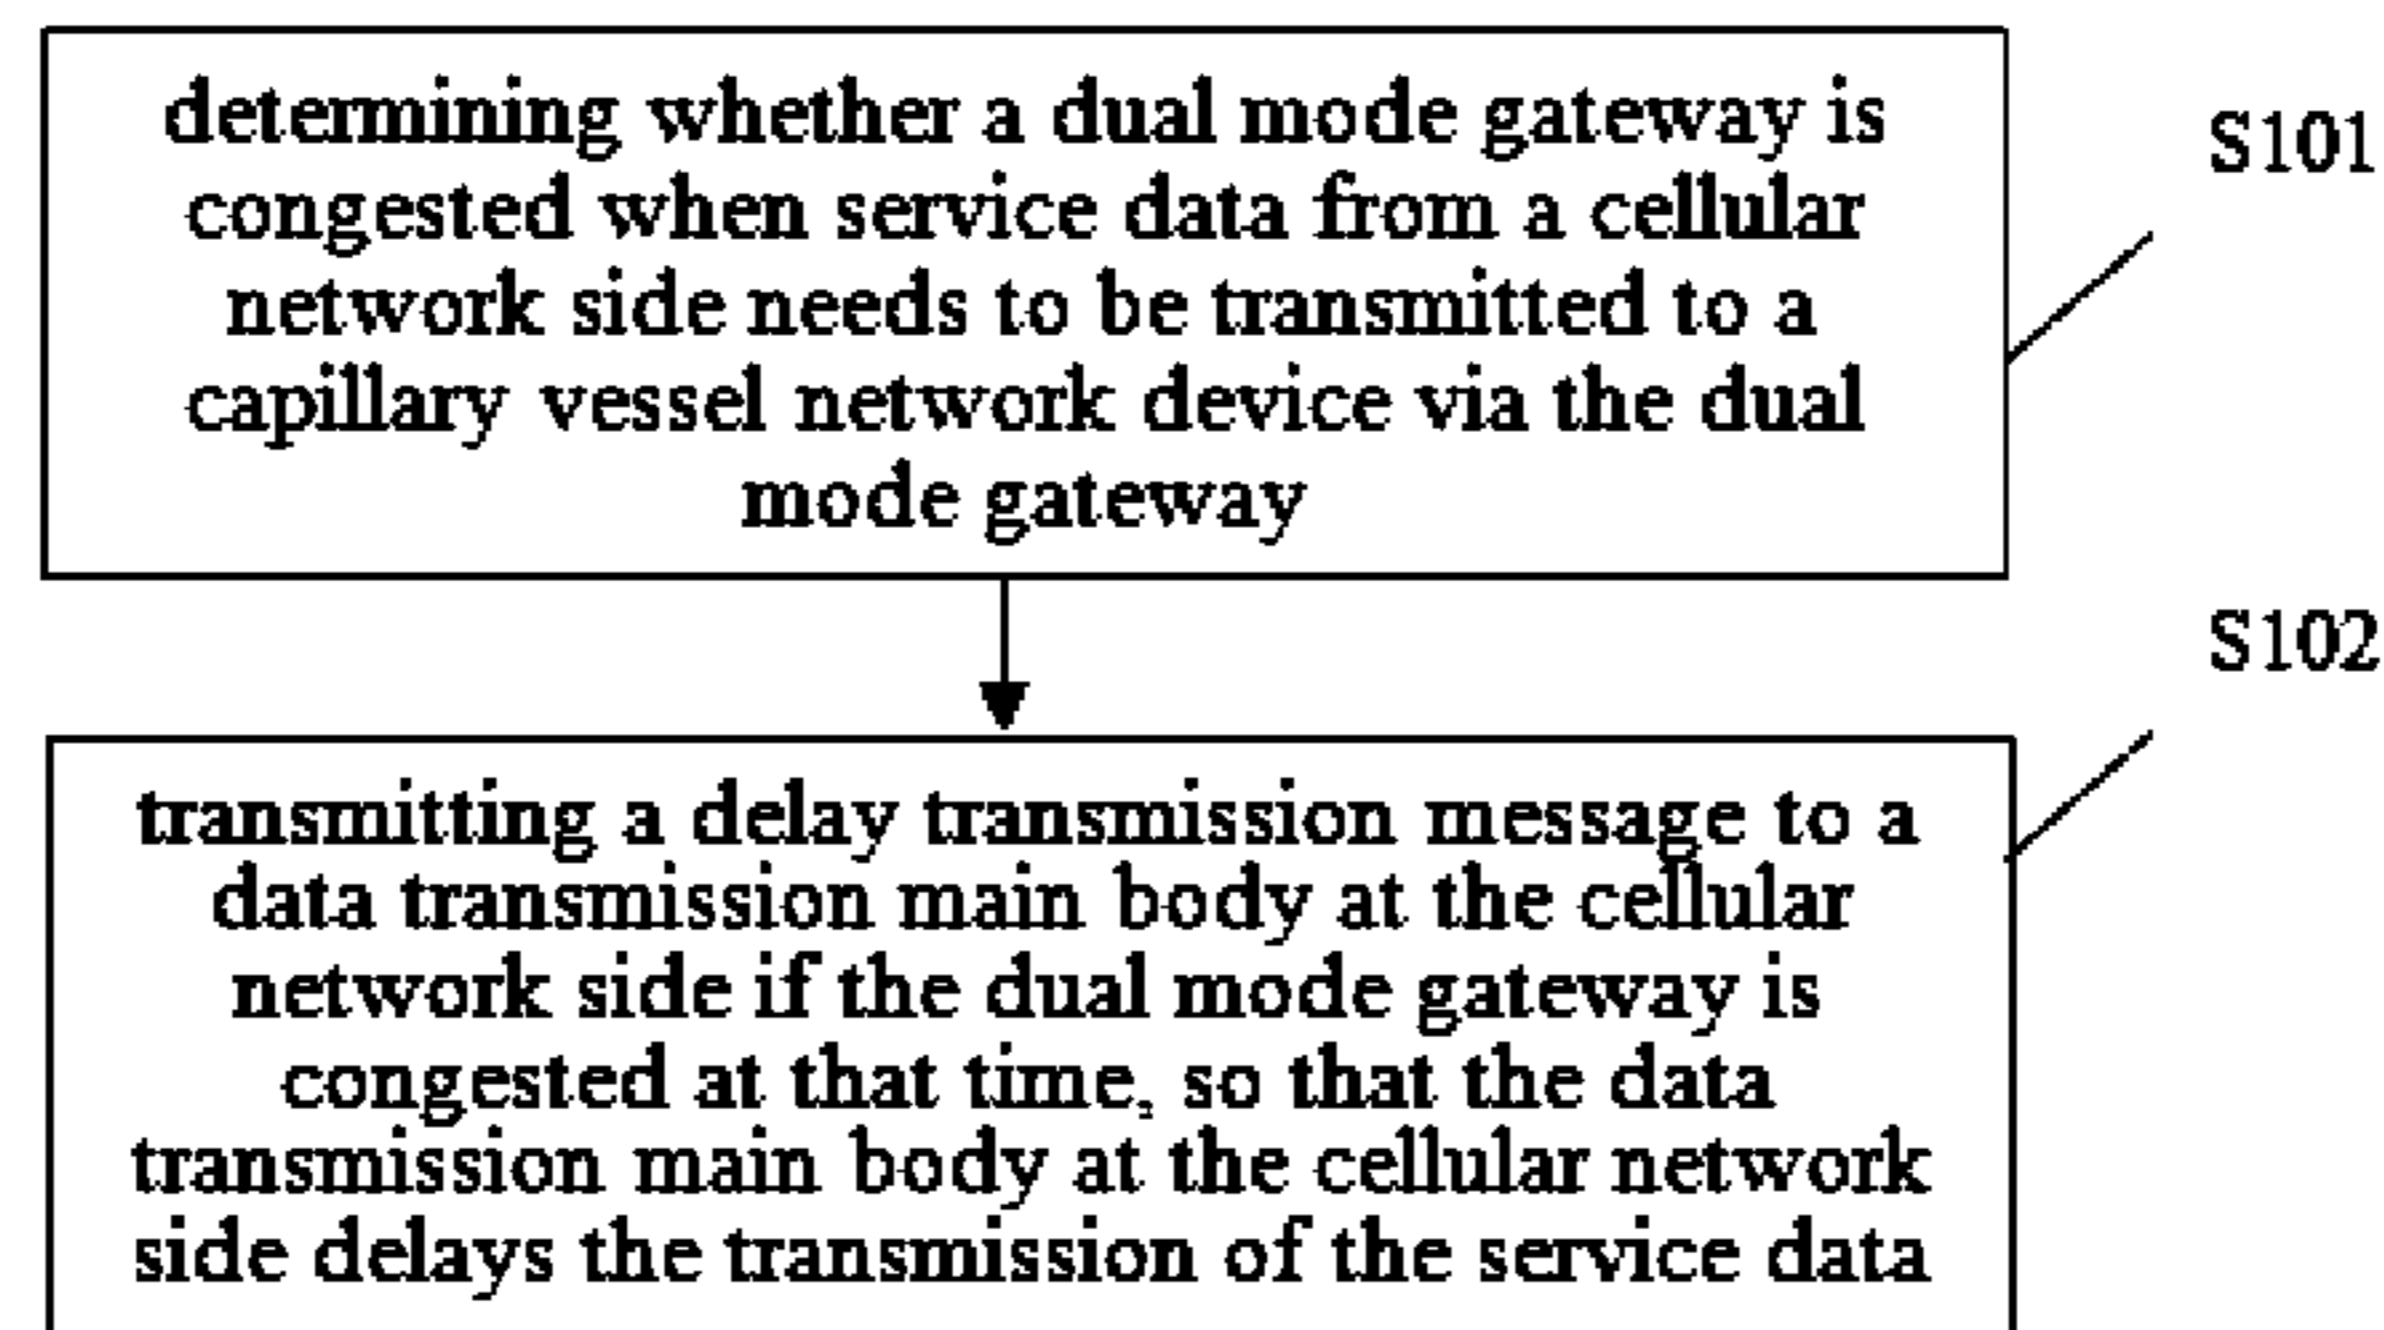 determining whether a dual mode gateway is
congested when service data from a cellular
network side needs to be transmitted to a
capillary vessel network device via the dual
mode gateway
S101
S102
transmitting a delay transmission message to a
data transmission main body at the cellular
network side if the dual mode gateway is
congested at that time, so that the data
transmission main body at the cellular network
side delays the transmission of the service data